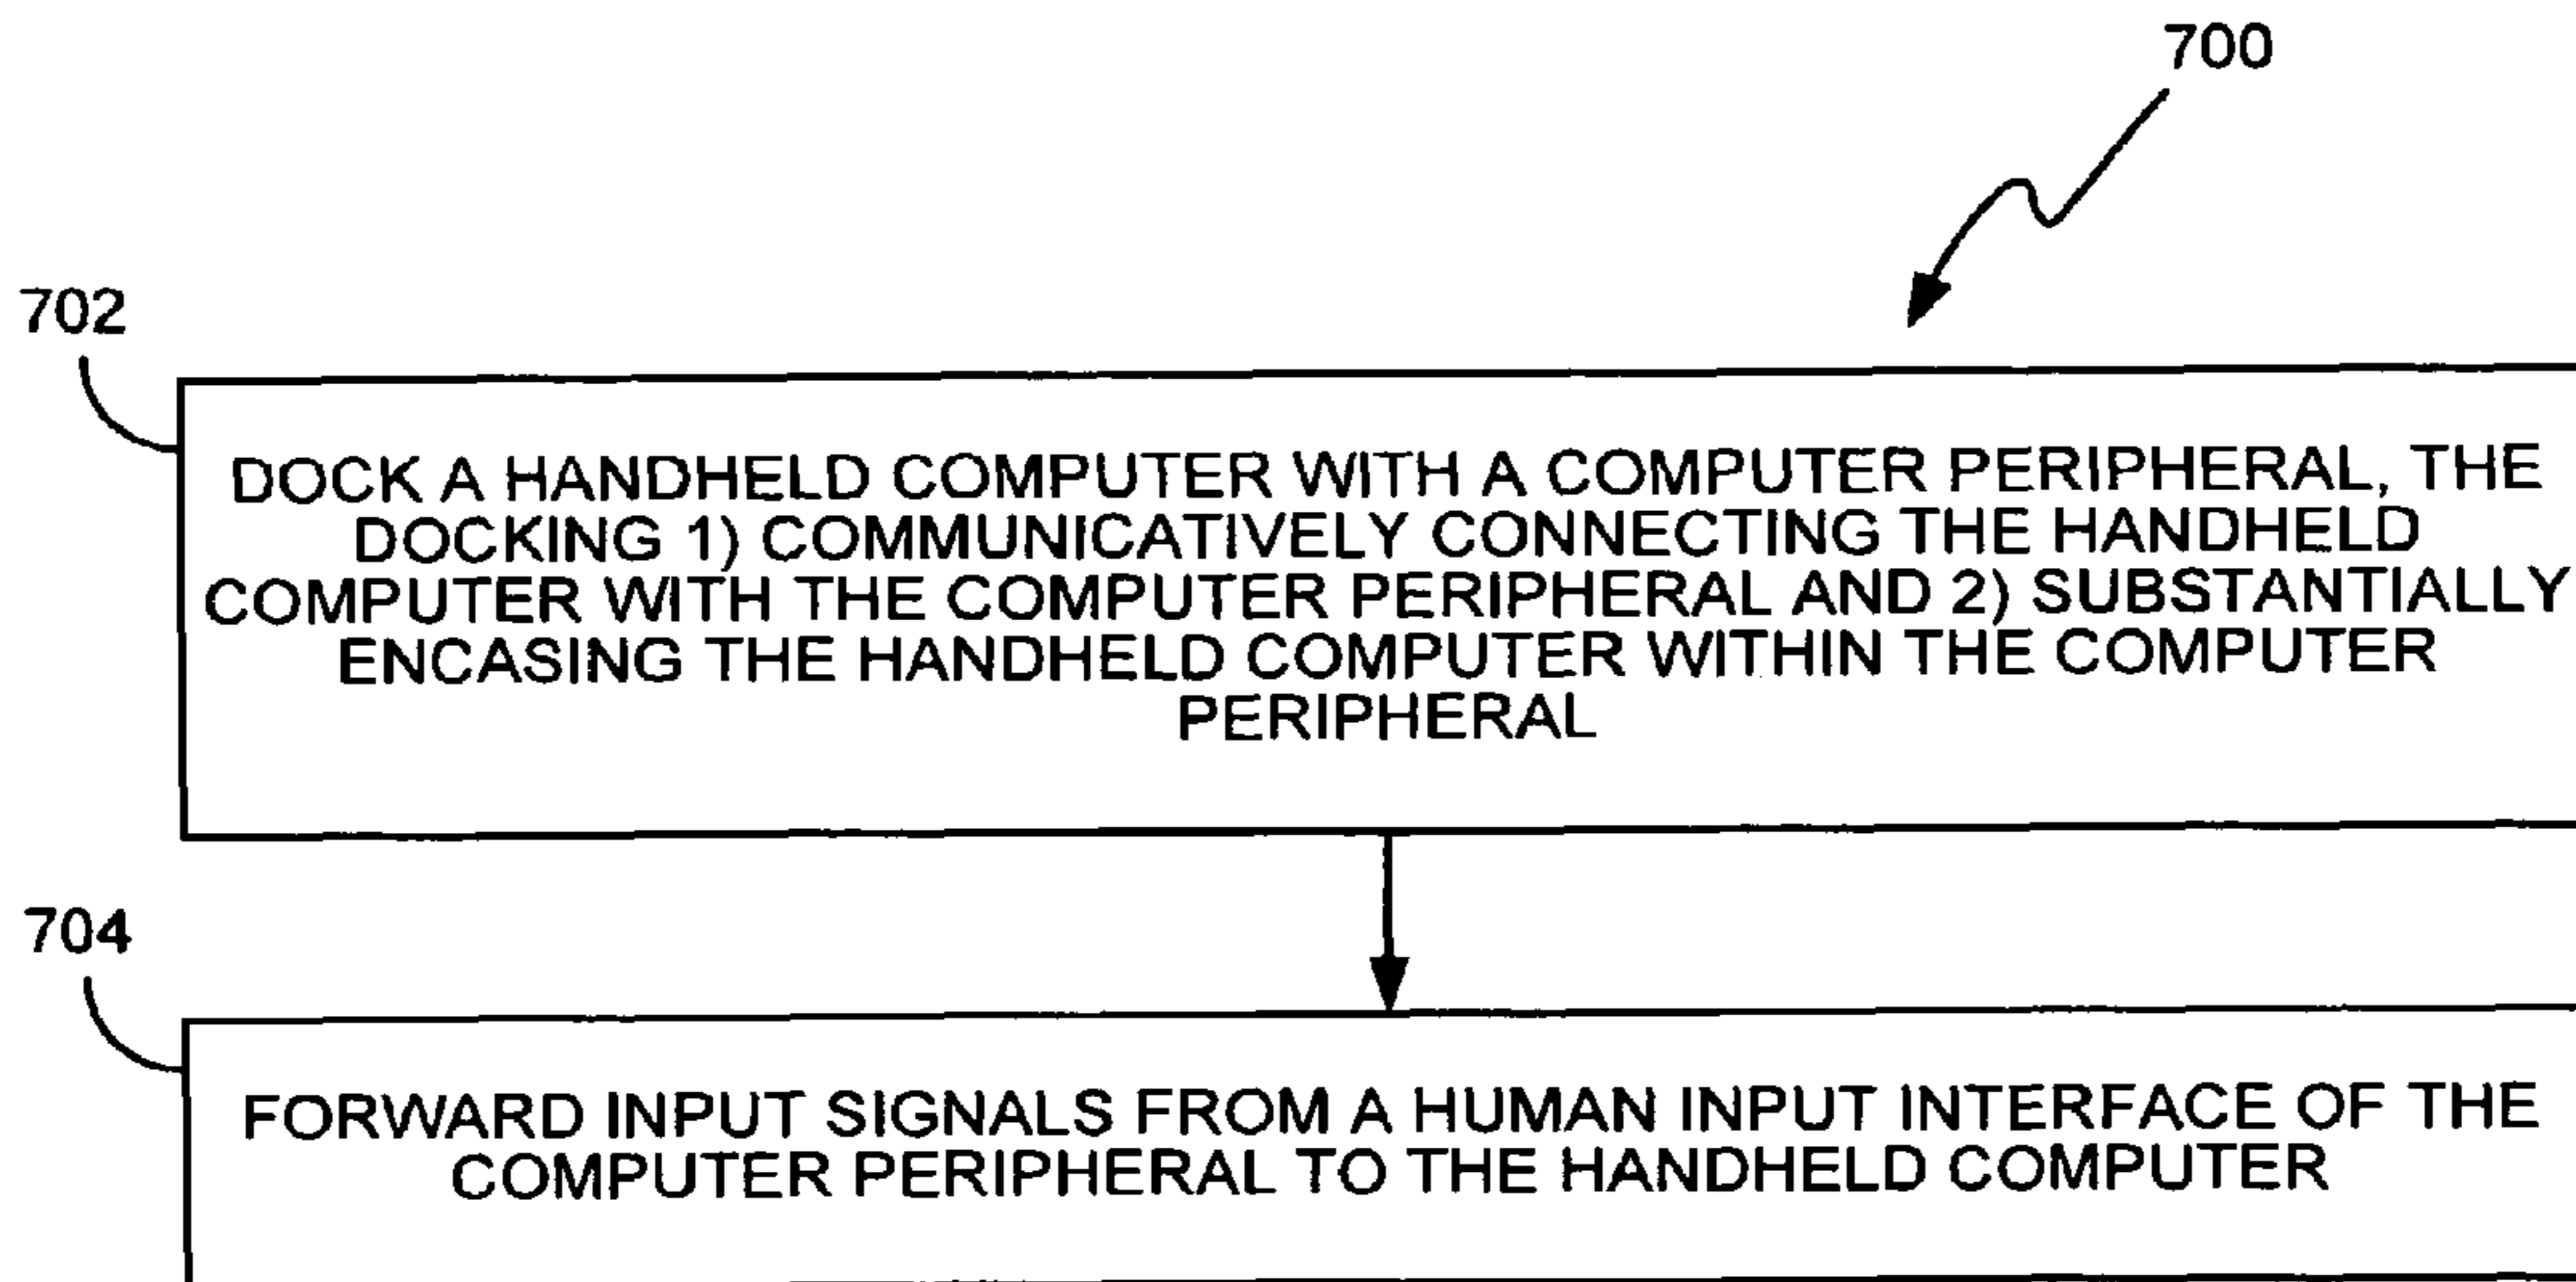 700
702
DOCK A HANDHELD COMPUTER WITH A COMPUTER PERIPHERAL, THE
DOCKING 1) COMMUNICATIVELY CONNECTING THE HANDHELD
COMPUTER WITH THE COMPUTER PERIPHERAL AND 2) SUBSTANTIALLY
ENCASING THE HANDHELD COMPUTER WITHIN THE COMPUTER
PERIPHERAL
704
FORWARD INPUT SIGNALS FROM A HUMAN INPUT INTERFACE OF THE
COMPUTER PERIPHERAL TO THE HANDHELD COMPUTER